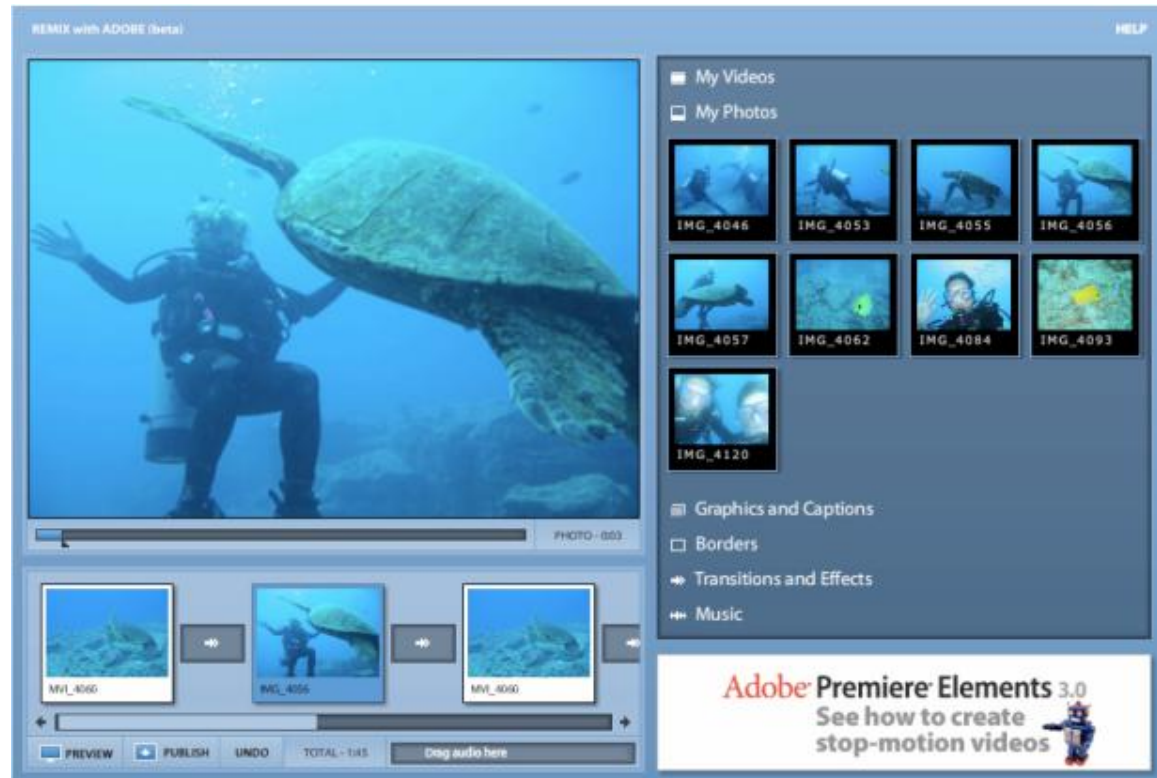 REMIX with ADOBE (beta)
HELP
PHOTO - 0:03
MVI_4060
IMG_4056
MVI_4060
PREVIEW
PUBLISH
UNDO
TOTAL - 1:45
Drag audio here
My Videos
My Photos
IMG_4046
IMG_4053
IMG_4055
IMG_4056
IMG_4057
IMG_4062
IMG_4084
IMG_4093
IMG_4120
Graphics and Captions
Borders
Transitions and Effects
Music
Adobe Premiere Elements 3.0
See how to create
stop-motion videos